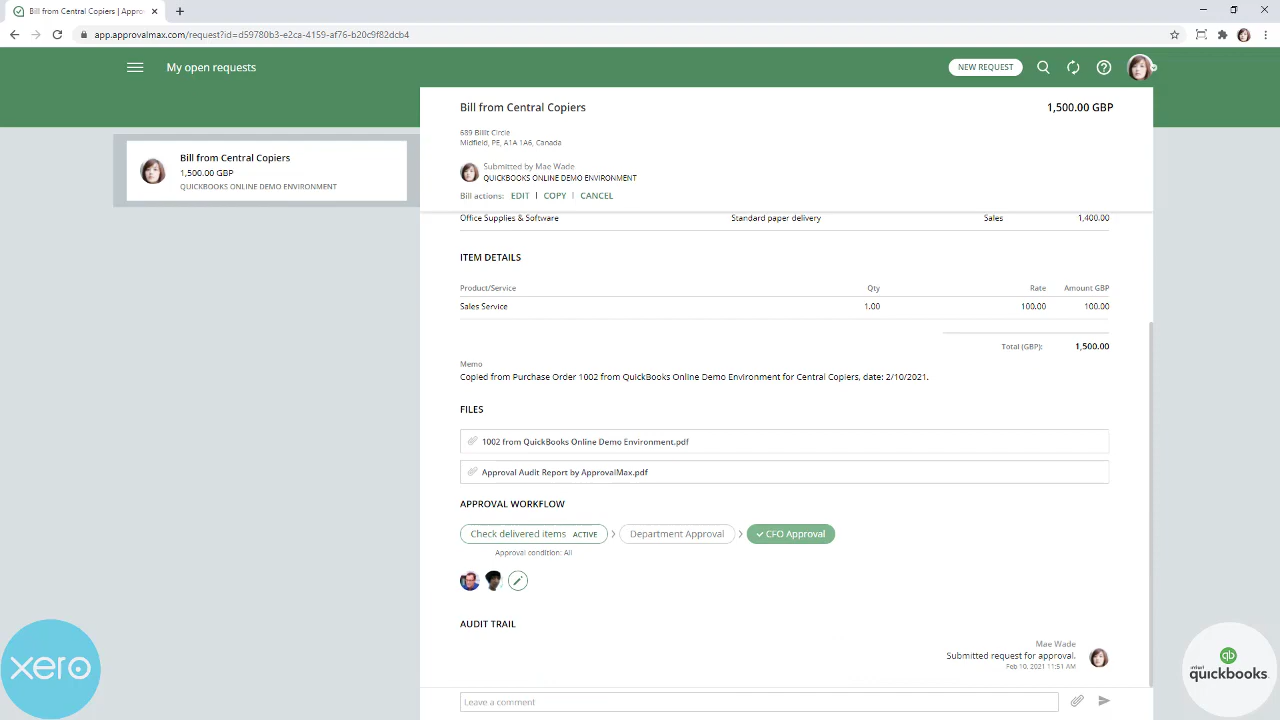 Bill from Central Copiers | Approv
app.approvalmax.com/request?id=d59780b3-e2ca-4159-af76-b20c9f82dcb4
My open requests
NEW REQUEST
Bill from Central Copiers
1,500.00 GBP
QUICKBOOKS ONLINE DEMO ENVIRONMENT
Bill from Central Copiers 1,500.00 GBP
689 Billt Circle
Midfield, PE, A1A 1A6, Canada
Submitted by Mae Wade
QUICKBOOKS ONLINE DEMO ENVIRONMENT
Bill actions: EDIT | COPY | CANCEL
Office Supplies & Software Standard paper delivery Sales 1,400.00
ITEM DETAILS
Product/Service Qty Rate Amount GBP
Sales Service 1.00 100.00 100.00
Total (GBP): 1,500.00
Memo
Copied from Purchase Order 1002 from QuickBooks Online Demo Environment for Central Copiers, date: 2/10/2021.
FILES
1002 from QuickBooks Online Demo Environment.pdf
Approval Audit Report by ApprovalMax.pdf
APPROVAL WORKFLOW
Check delivered items ACTIVE > Department Approval > ✓ CFO Approval
Approval condition: All
AUDIT TRAIL
Mae Wade
Submitted request for approval.
Feb 10, 2021 11:51 AM
Leave a comment
xero
qb
intuit
quickbooks.